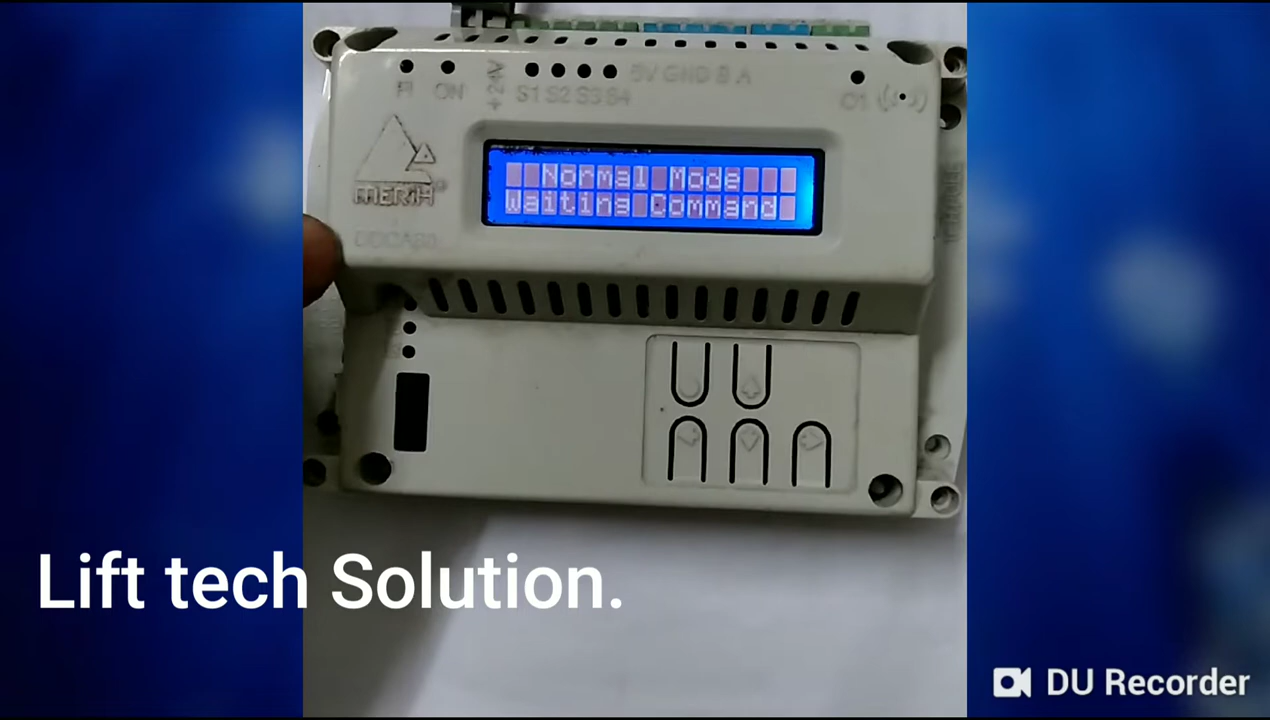 FI ON +24V S1 S2 S3 S4 5V GND B A O1
MERİH
Normal Mode
Waiting Command
Lift tech Solution.
DU Recorder